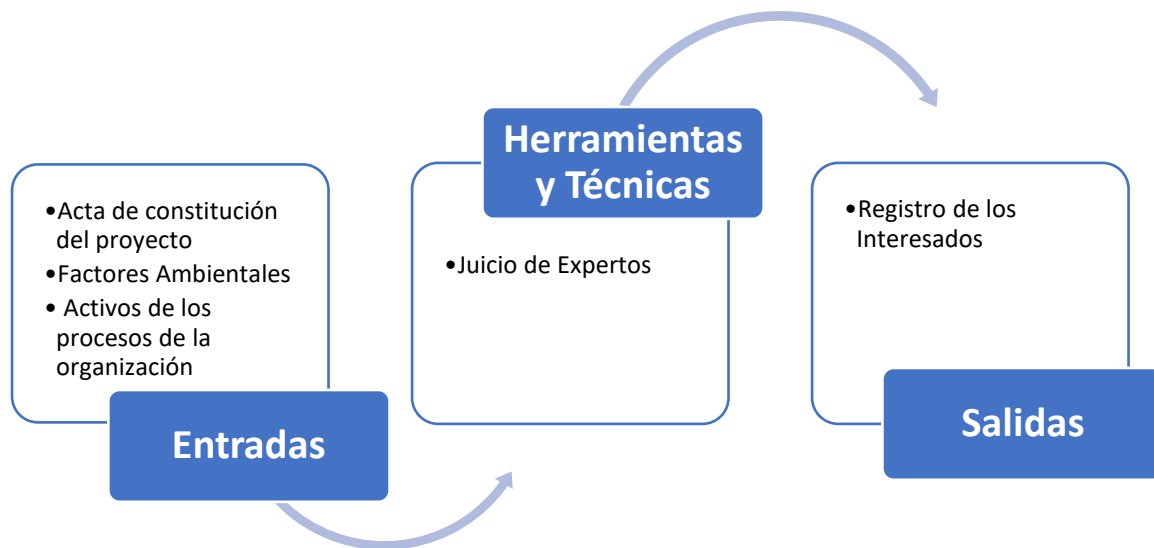 •Acta de constitución
del proyecto
•Factores Ambientales
• Activos de los
procesos de la
organización
Entradas
Herramientas
y Técnicas
•Juicio de Expertos
•Registro de los
Interesados
Salidas